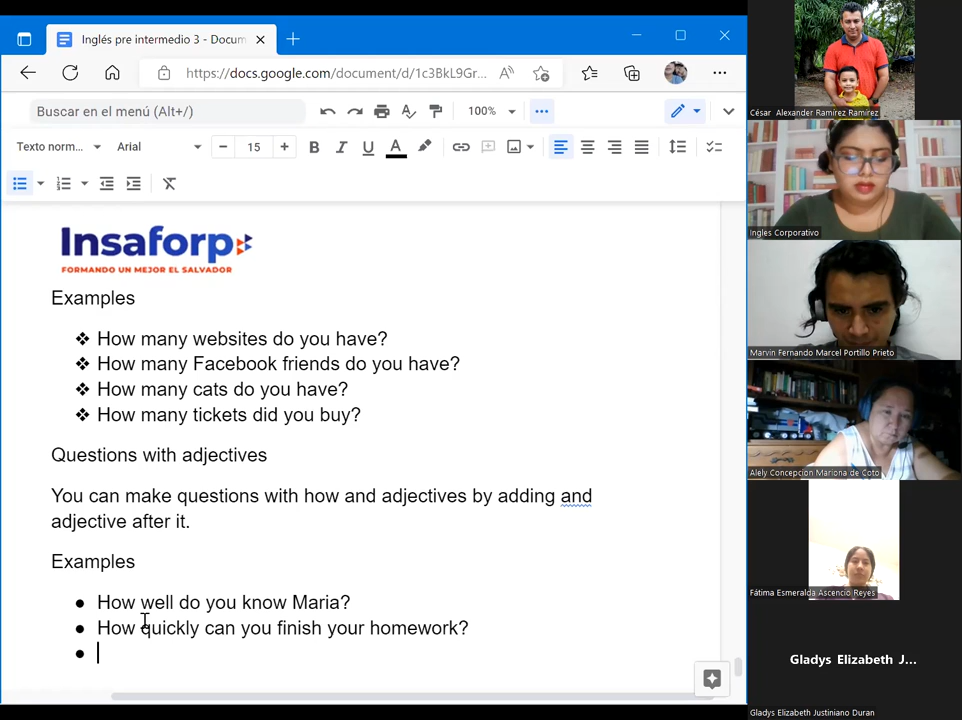 Inglés pre intermedio 3 - Docum
https://docs.google.com/document/d/1c3BkL9Gr...
Buscar en el menú (Alt+/)
100%
Texto norm...
Arial
15
Insaforp
FORMANDO UN MEJOR EL SALVADOR
Examples
❖ How many websites do you have?
❖ How many Facebook friends do you have?
❖ How many cats do you have?
❖ How many tickets did you buy?
Questions with adjectives
You can make questions with how and adjectives by adding and
adjective after it.
Examples
● How well do you know Maria?
● How quickly can you finish your homework?
●
César Alexander Ramírez Ramírez
Ingles Corporativo
Marvin Fernando Marcel Portillo Prieto
Alely Concepcion Mariona de Coto
Fátima Esmeralda Ascencio Reyes
Gladys Elizabeth J...
Gladys Elizabeth Justiniano Duran